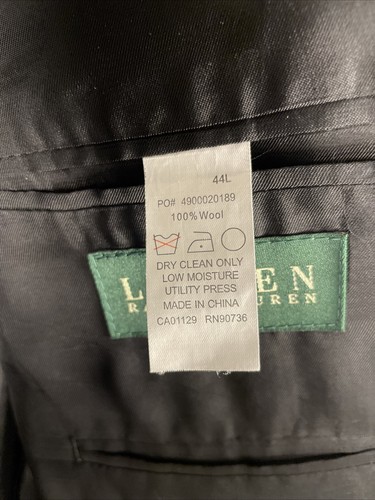 44L
PO# 4900020189
100% Wool
DRY CLEAN ONLY
LOW MOISTURE
UTILITY PRESS
MADE IN CHINA
CA01129 RN90736